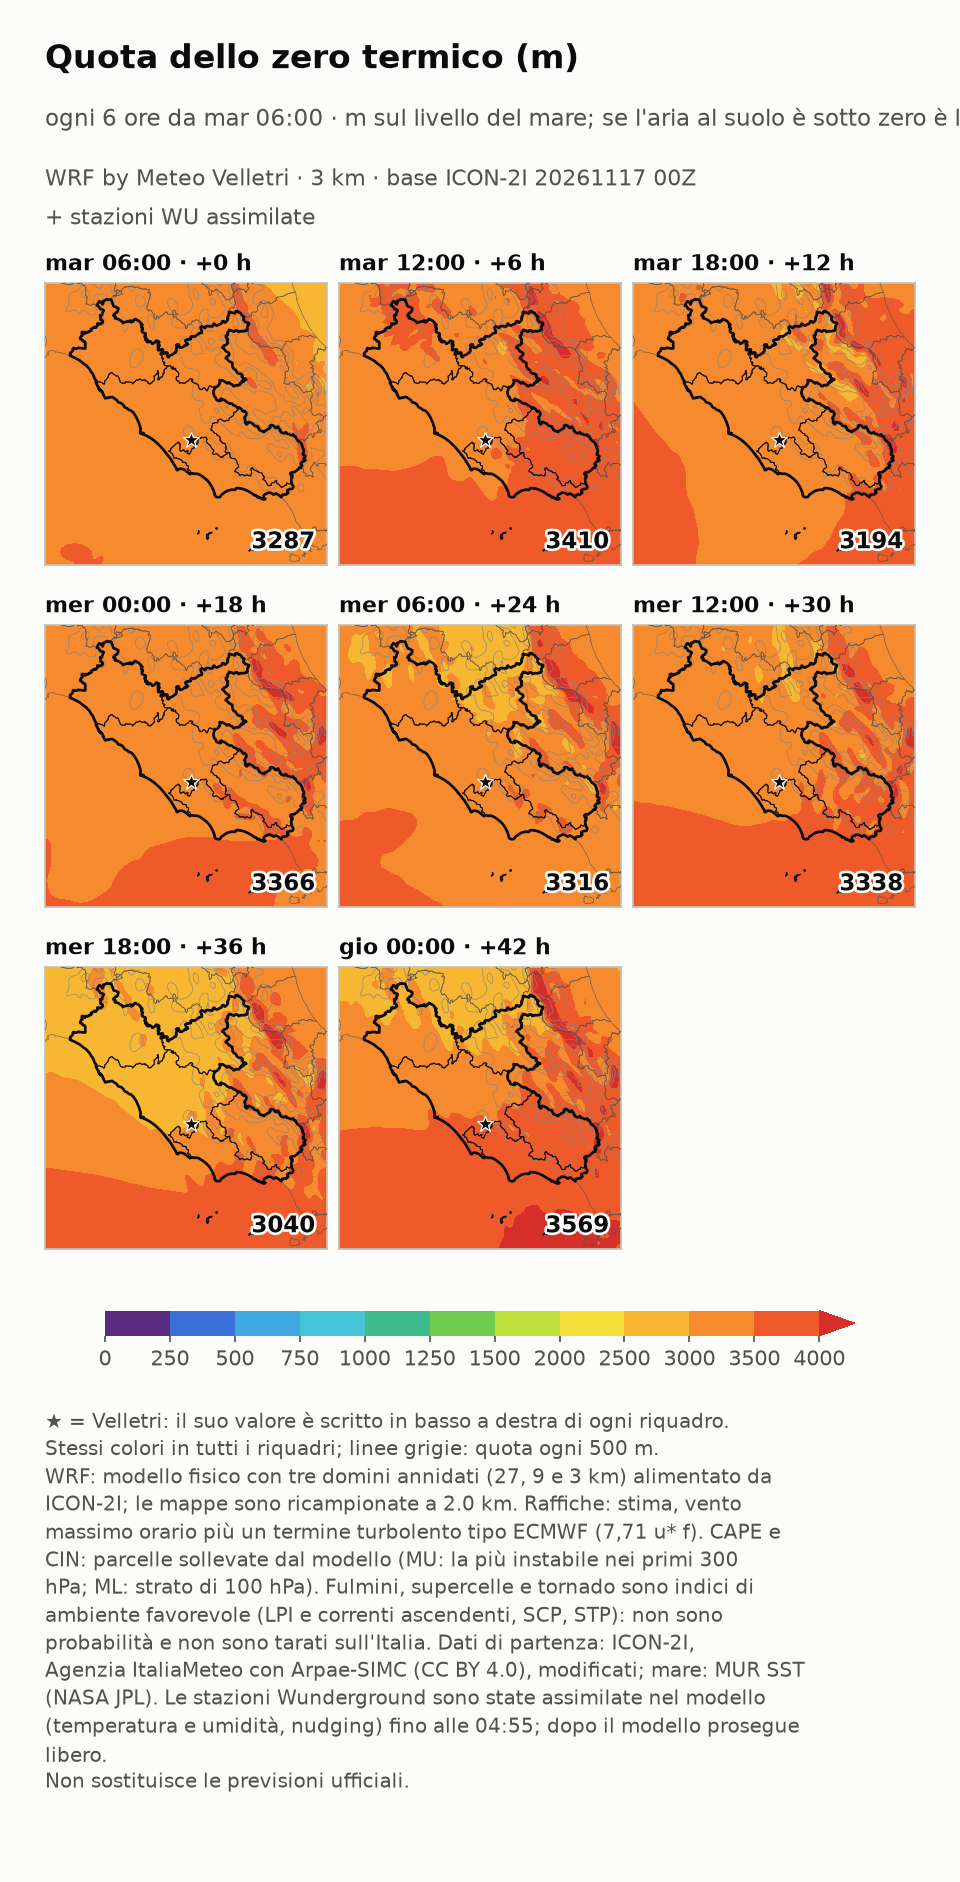 Quota dello zero termico (m)
ogni 6 ore da mar 06:00 · m sul livello del mare; se l'aria al suolo è sotto zero è l
WRF by Meteo Velletri · 3 km · base ICON-2I 20261117 00Z
+ stazioni WU assimilate
mar 06:00 · +0 h
mar 12:00 · +6 h
mar 18:00 · +12 h
3287
3410
3194
mer 00:00 · +18 h
mer 06:00 · +24 h
mer 12:00 · +30 h
3366
3316
3338
mer 18:00 · +36 h
gio 00:00 · +42 h
3040
3569
0 250 500 750 1000 1250 1500 2000 2500 3000 3500 4000
★ = Velletri: il suo valore è scritto in basso a destra di ogni riquadro.
Stessi colori in tutti i riquadri; linee grigie: quota ogni 500 m.
WRF: modello fisico con tre domini annidati (27, 9 e 3 km) alimentato da
ICON-2I; le mappe sono ricampionate a 2.0 km. Raffiche: stima, vento
massimo orario più un termine turbolento tipo ECMWF (7,71 u* f). CAPE e
CIN: parcelle sollevate dal modello (MU: la più instabile nei primi 300
hPa; ML: strato di 100 hPa). Fulmini, supercelle e tornado sono indici di
ambiente favorevole (LPI e correnti ascendenti, SCP, STP): non sono
probabilità e non sono tarati sull'Italia. Dati di partenza: ICON-2I,
Agenzia ItaliaMeteo con Arpae-SIMC (CC BY 4.0), modificati; mare: MUR SST
(NASA JPL). Le stazioni Wunderground sono state assimilate nel modello
(temperatura e umidità, nudging) fino alle 04:55; dopo il modello prosegue
libero.
Non sostituisce le previsioni ufficiali.